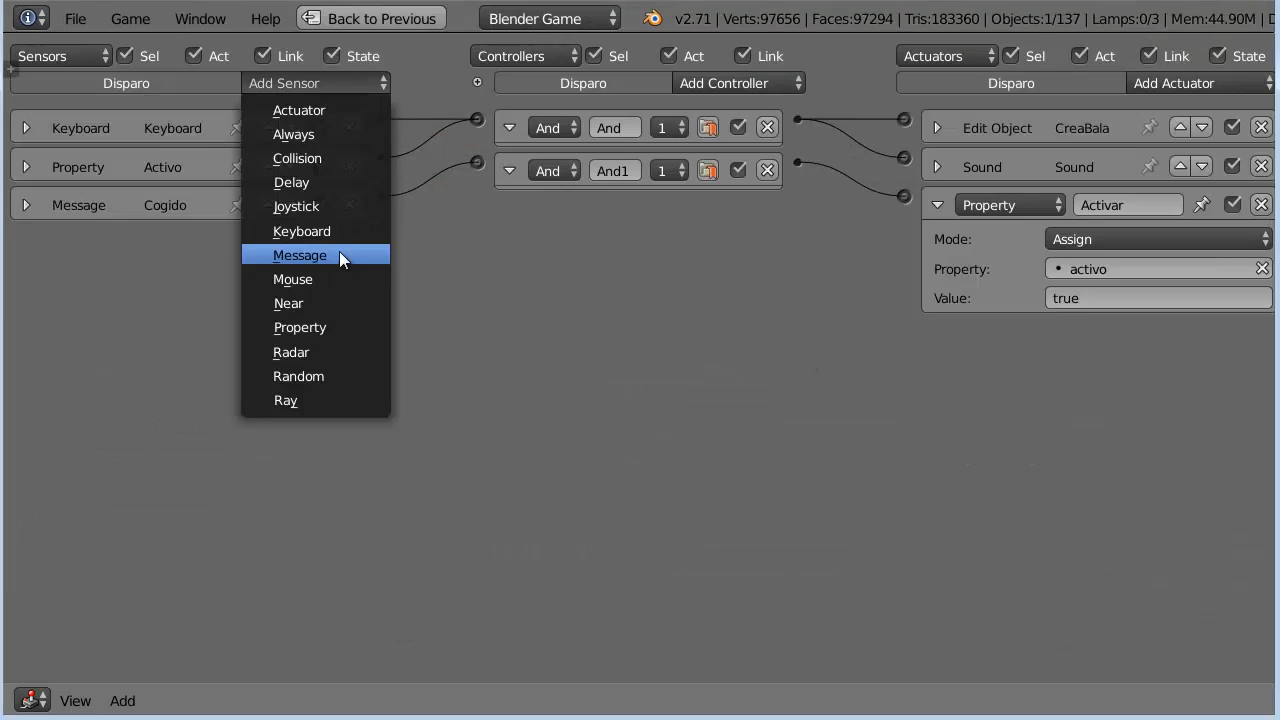 File Game Window Help Back to Previous Blender Game v2.71 | Verts:97656 | Faces:97294 | Tris:183360 | Objects:1/137 | Lamps:0/3 | Mem:44.90M |
Sensors Sel Act Link State Controllers Sel Act Link Actuators Sel Act Link State
Disparo Add Sensor Disparo Add Controller Disparo Add Actuator
Actuator
Keyboard Keyboard And And 1 Edit Object CreaBala
Always
Collision
Property Activo And And1 1 Sound Sound
Delay
Message Cogido Joystick Property Activar
Keyboard
Mode: Assign
Message
Property: activo
Mouse
Value: true
Near
Property
Radar
Random
Ray
View Add